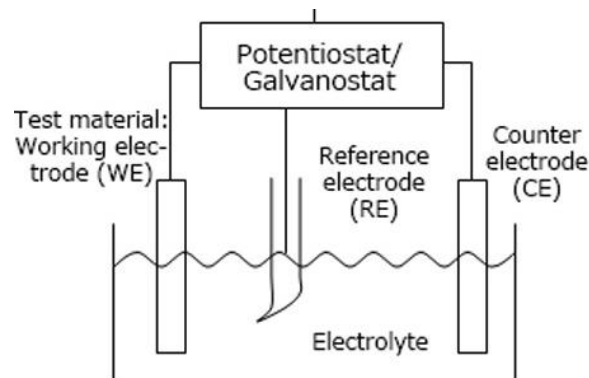 Potentiostat/
Galvanostat
Test material:
Working elec-
trode (WE)
Reference
electrode
(RE)
Counter
electrode
(CE)
Electrolyte